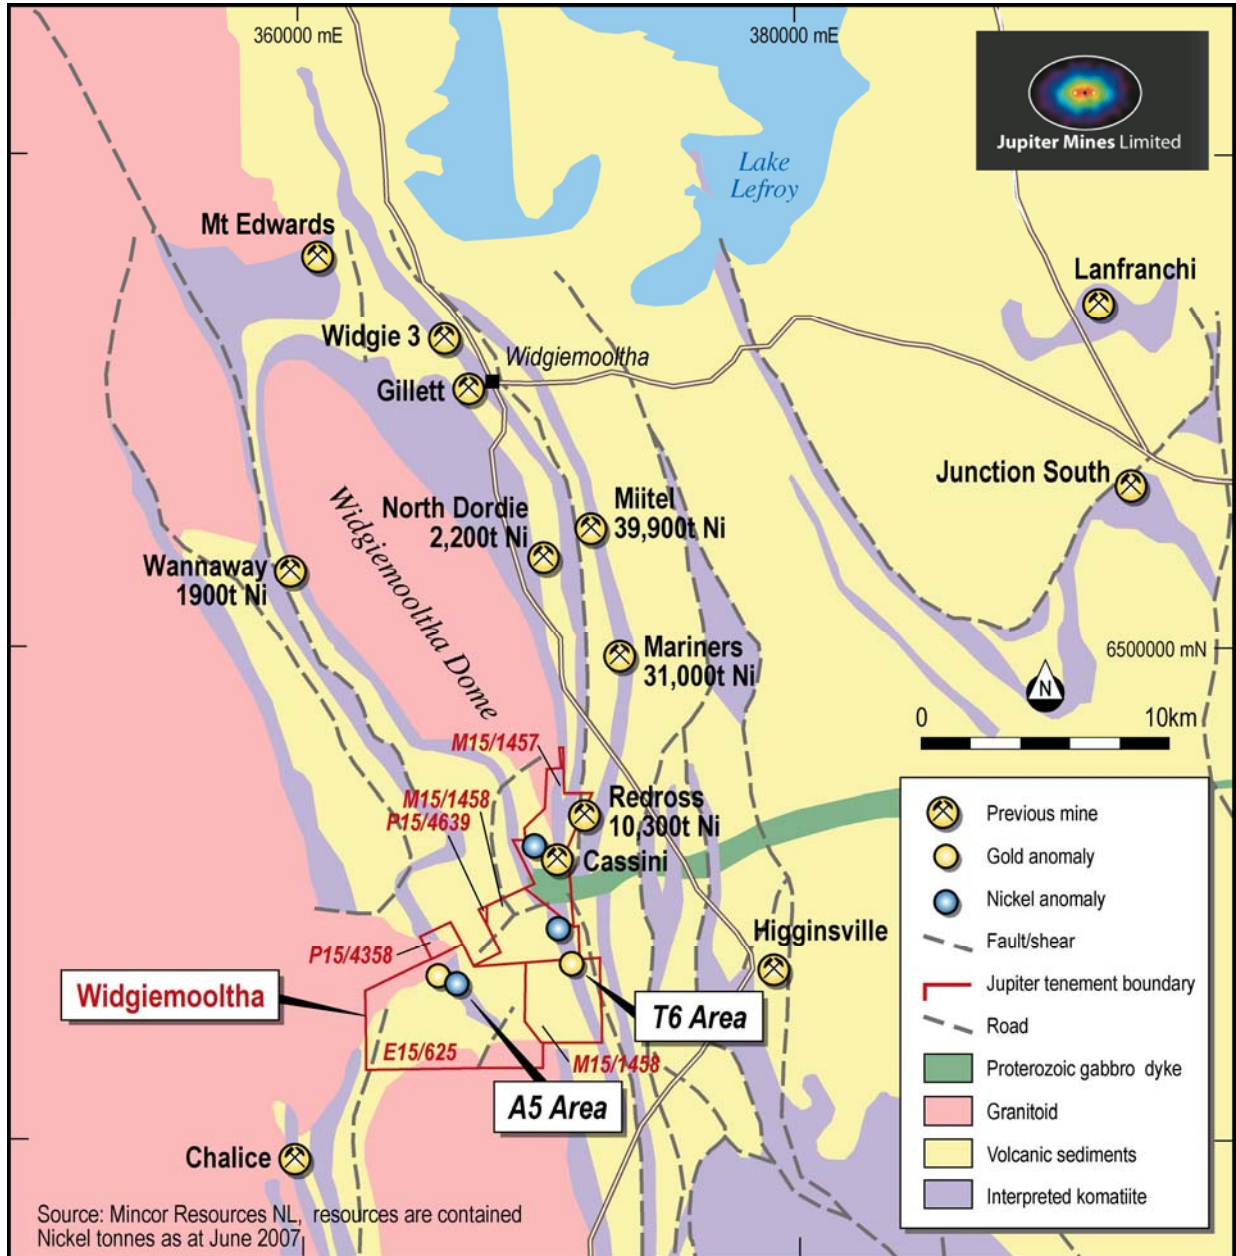 360000 mE
380000 mE
Jupiter Mines Limited
Lake
Lefroy
Mt Edwards
Lanfranchi
Widgie 3
Widgiemooltha
Gillett
Junction South
North Dordie
2,200t Ni
Miitel
39,900t Ni
Widgiemooltha Dome
Wannaway
1900t Ni
Mariners
31,000t Ni
6500000 mN
N
0
10km
M15/1457
M15/1458
P15/4639
Redross
10,300t Ni
Cassini
Higginsville
P15/4358
Widgiemooltha
T6 Area
E15/625
M15/1458
A5 Area
Chalice
Previous mine
Gold anomaly
Nickel anomaly
Fault/shear
Jupiter tenement boundary
Road
Proterozoic gabbro dyke
Granitoid
Volcanic sediments
Interpreted komatiite
Source: Mincor Resources NL, resources are contained
Nickel tonnes as at June 2007